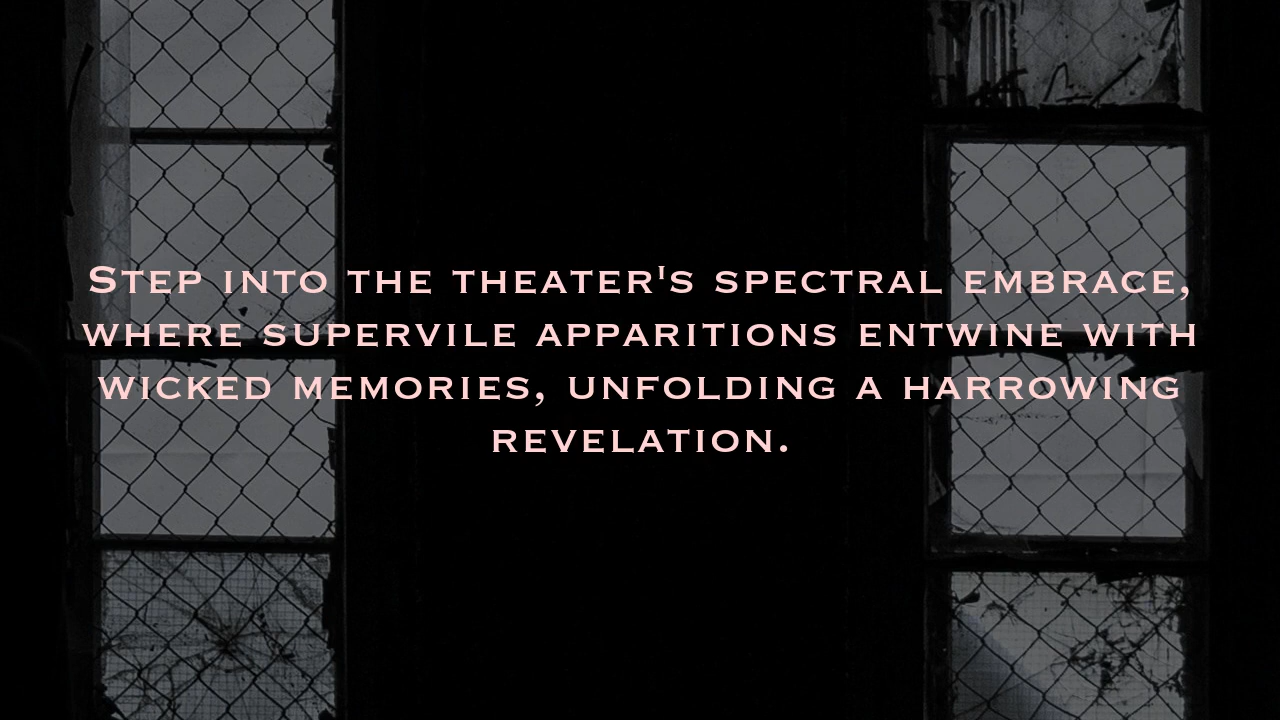 Step into the theater's spectral embrace,
where supervile apparitions entwine with
wicked memories, unfolding a harrowing
revelation.